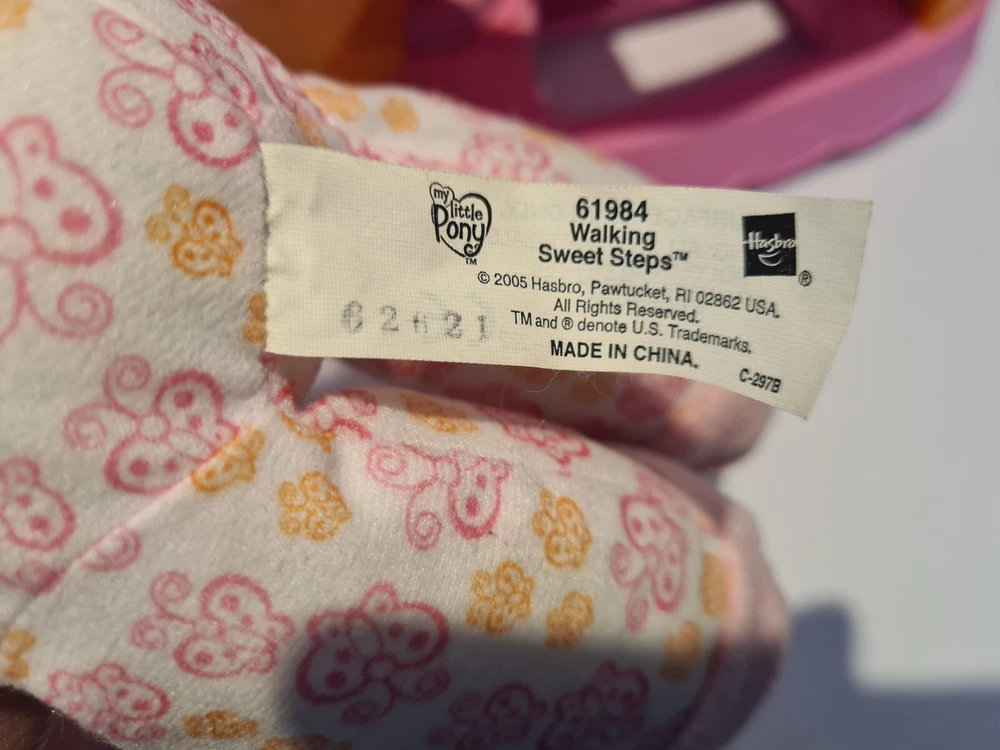 my
little
Pony
TM
61984
Walking
Sweet Steps™
Hasbro
®
© 2005 Hasbro, Pawtucket, RI 02862 USA.
All Rights Reserved.
TM and ® denote U.S. Trademarks.
MADE IN CHINA.
C-297B